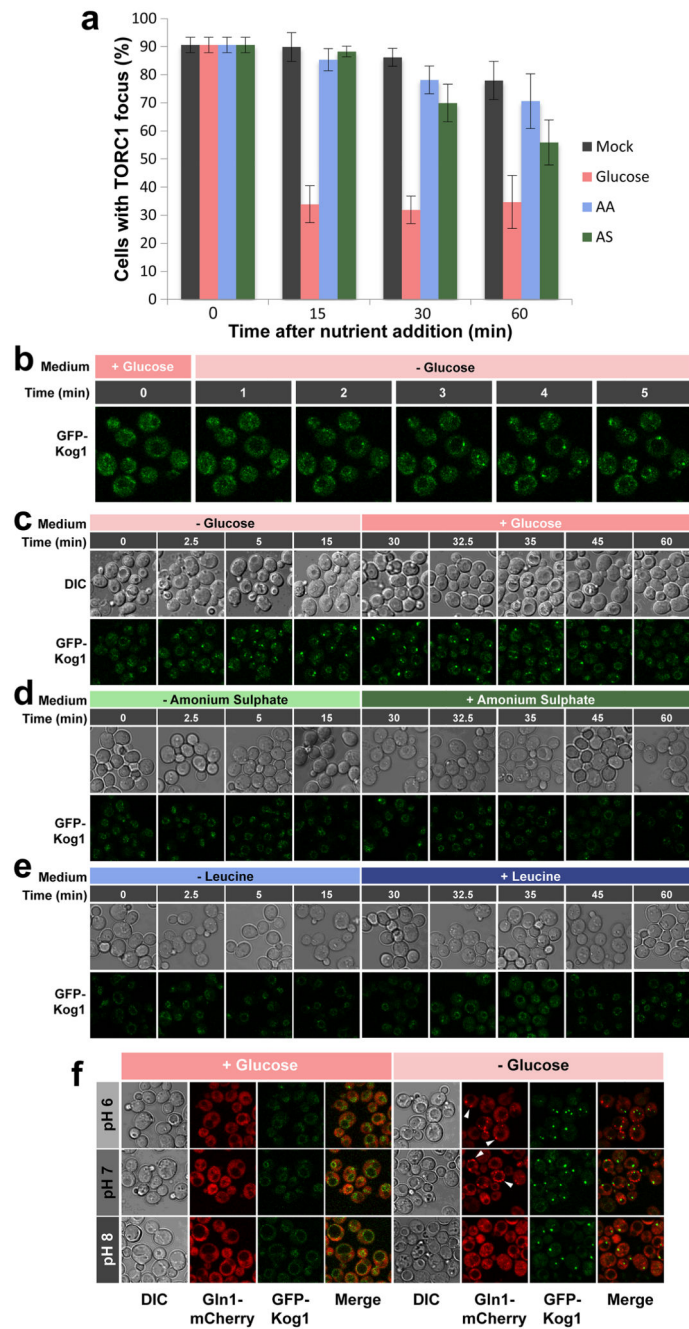 a
Cells with TORC1 focus (%)
100
90
80
70
60
50
40
30
20
10
0
0 15 30 60
Time after nutrient addition (min)
Mock
Glucose
AA
AS
b
Medium + Glucose - Glucose
Time (min) 0 1 2 3 4 5
GFP-
Kog1
c
Medium - Glucose + Glucose
Time (min) 0 2.5 5 15 30 32.5 35 45 60
DIC
GFP-
Kog1
d
Medium - Amonium Sulphate + Amonium Sulphate
Time (min) 0 2.5 5 15 30 32.5 35 45 60
GFP-
Kog1
e
Medium - Leucine + Leucine
Time (min) 0 2.5 5 15 30 32.5 35 45 60
GFP-
Kog1
f
+ Glucose - Glucose
pH 6
pH 7
pH 8
DIC Gln1- GFP- Merge DIC Gln1- GFP- Merge
mCherry Kog1 mCherry Kog1